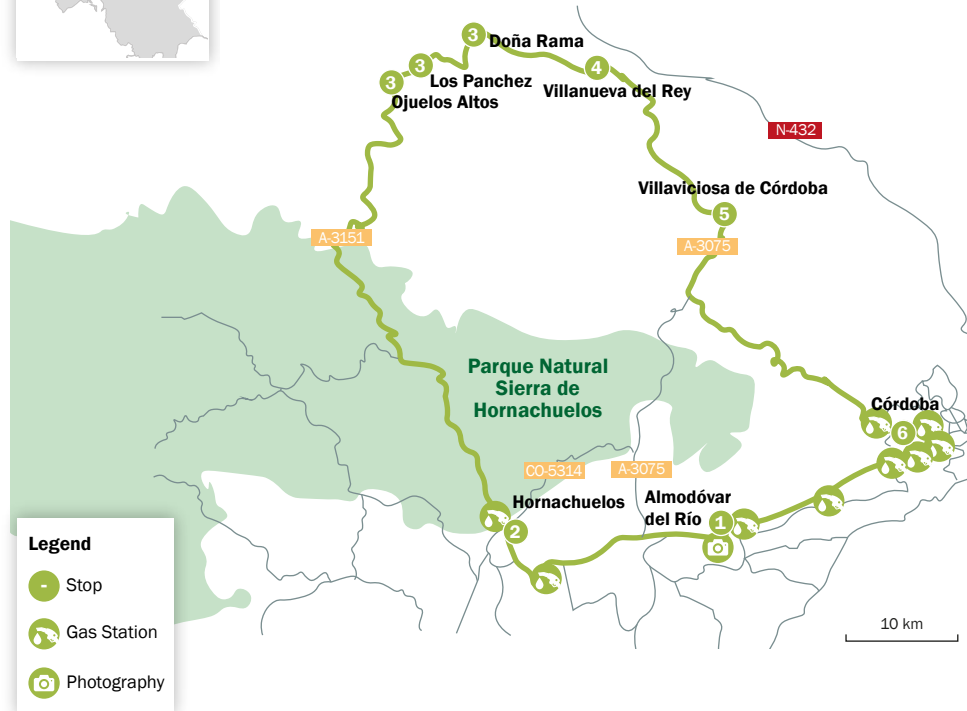 3
Doña Rama
3
Los Panchez
3
Ojuelos Altos
4
Villanueva del Rey
N-432
Villaviciosa de Córdoba
5
A-3151
A-3075
Parque Natural
Sierra de
Hornachuelos
Córdoba
6
CO-5314
A-3075
Hornachuelos
2
Almodóvar
del Río
1
Legend
- Stop
Gas Station
Photography
10 km